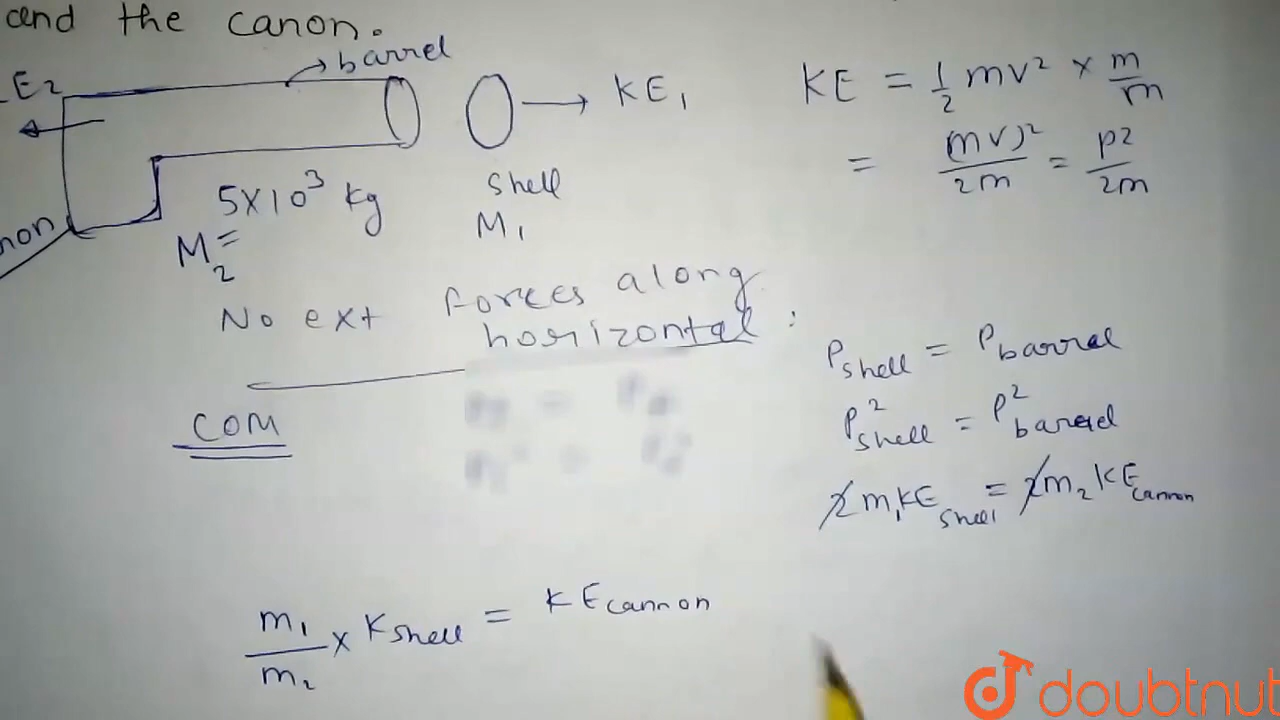 and the canon.
barrel
E2
KE1
5×10³ kg
M2 =
shell
M1
No ext forces along
horizontal :
COM
KE = 1/2 mv² × m/m
= (mv)²/2m = p²/2m
Pshell = Pbarrel
P²shell = P²barrel
2m1KEshell = 2m2KEcannon
m1/m2 × Kshell = KEcannon
doubtnut